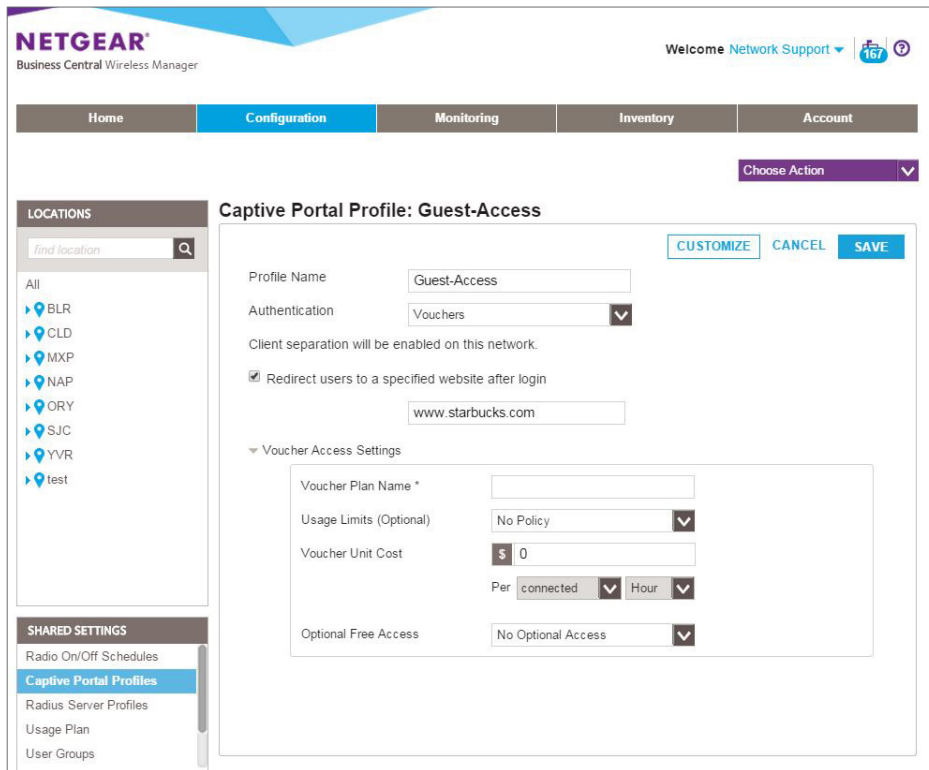 NETGEAR®
Business Central Wireless Manager
Welcome Network Support
167
?
Home Configuration Monitoring Inventory Account
Choose Action
LOCATIONS
find location
All
BLR
CLD
MXP
NAP
ORY
SJC
YVR
test
SHARED SETTINGS
Radio On/Off Schedules
Captive Portal Profiles
Radius Server Profiles
Usage Plan
User Groups
Captive Portal Profile: Guest-Access
CUSTOMIZE CANCEL SAVE
Profile Name Guest-Access
Authentication Vouchers
Client separation will be enabled on this network.
Redirect users to a specified website after login
www.starbucks.com
Voucher Access Settings
Voucher Plan Name *
Usage Limits (Optional) No Policy
Voucher Unit Cost $ 0
Per connected Hour
Optional Free Access No Optional Access